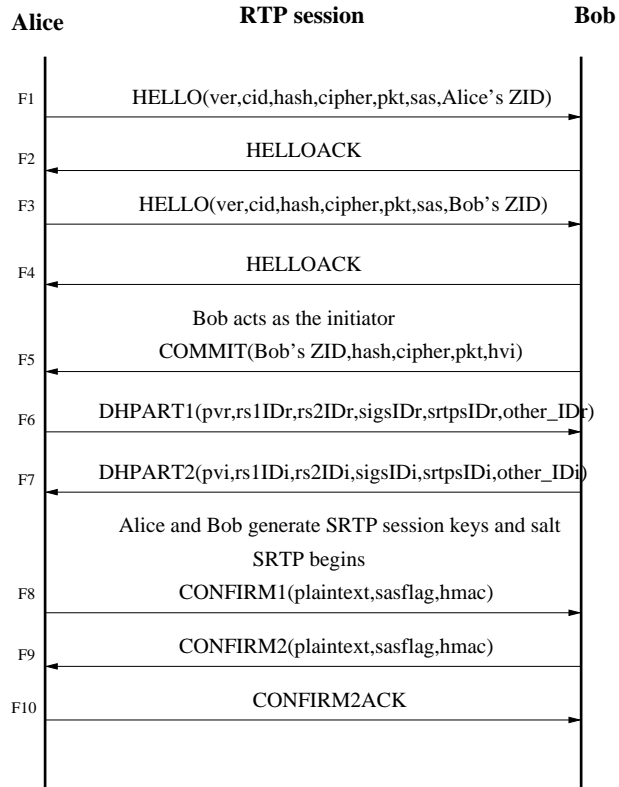 Alice
RTP session
Bob
F1
HELLO(ver,cid,hash,cipher,pkt,sas,Alice's ZID)
F2
HELLOACK
F3
HELLO(ver,cid,hash,cipher,pkt,sas,Bob's ZID)
F4
HELLOACK
Bob acts as the initiator
F5
COMMIT(Bob's ZID,hash,cipher,pkt,hvi)
F6
DHPART1(pvr,rs1IDr,rs2IDr,sigsIDr,srtpsIDr,other_IDr)
F7
DHPART2(pvi,rs1IDi,rs2IDi,sigsIDi,srtpsIDi,other_IDi)
Alice and Bob generate SRTP session keys and salt
SRTP begins
F8
CONFIRM1(plaintext,sasflag,hmac)
F9
CONFIRM2(plaintext,sasflag,hmac)
F10
CONFIRM2ACK